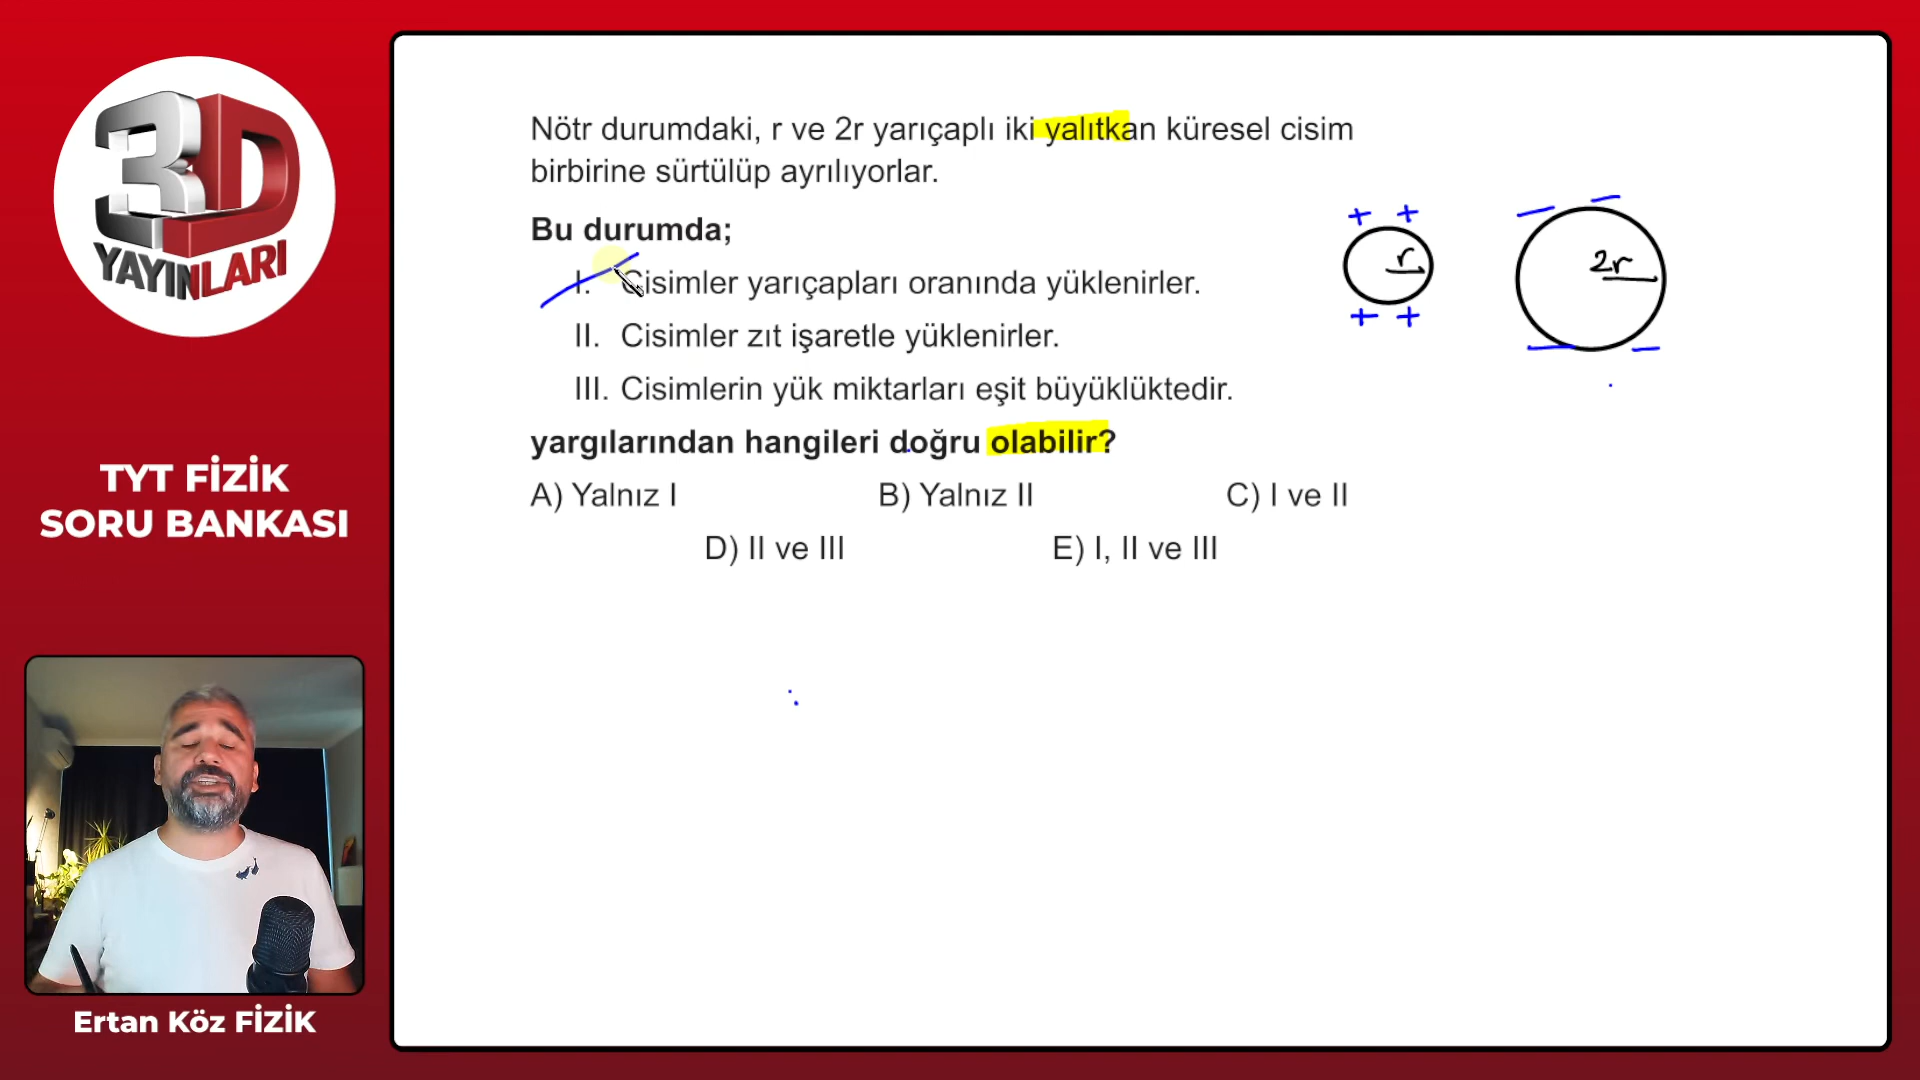 3D
YAYINLARI
TYT FİZİK
SORU BANKASI
Ertan Köz FİZİK
Nötr durumdaki, r ve 2r yarıçaplı iki yalıtkan küresel cisim
birbirine sürtülüp ayrılıyorlar.
Bu durumda;
I. Cisimler yarıçapları oranında yüklenirler.
II. Cisimler zıt işaretle yüklenirler.
III. Cisimlerin yük miktarları eşit büyüklüktedir.
yargılarından hangileri doğru olabilir?
A) Yalnız I B) Yalnız II C) I ve II
D) II ve III E) I, II ve III
+ + − −
r 2r
+ + − −